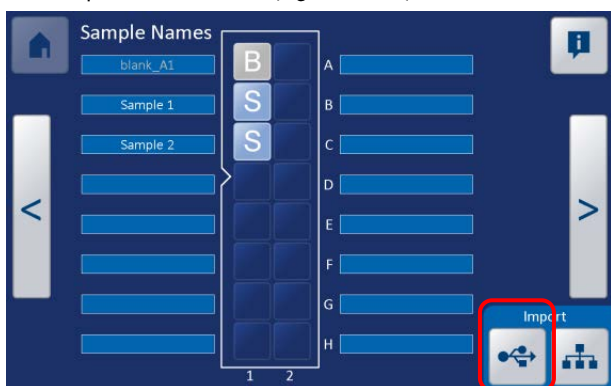 Sample Names
blank_A1 B A
Sample 1 S B
Sample 2 S C
D
<
E
>
F
G
Import
H
1 2